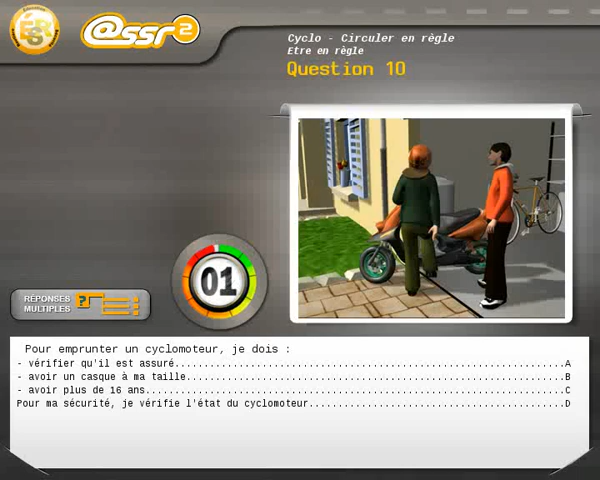 @ssr2
Cyclo - Circuler en règle
Etre en règle
Question 10
01
RÉPONSES
MULTIPLES
Pour emprunter un cyclomoteur, je dois :
- vérifier qu'il est assuré...A
- avoir un casque à ma taille...B
- avoir plus de 16 ans...C
Pour ma sécurité, je vérifie l'état du cyclomoteur...D